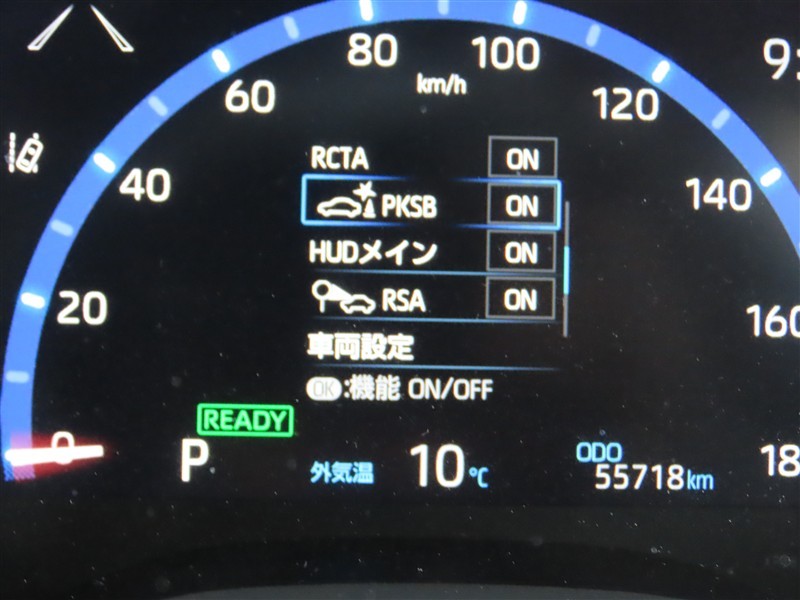 80
100
km/h
60
120
40
140
20
160
0
RCTA ON
PKSB ON
HUDメイン ON
RSA ON
車両設定
OK:機能 ON/OFF
READY
P
外気温 10℃
ODO
55718km